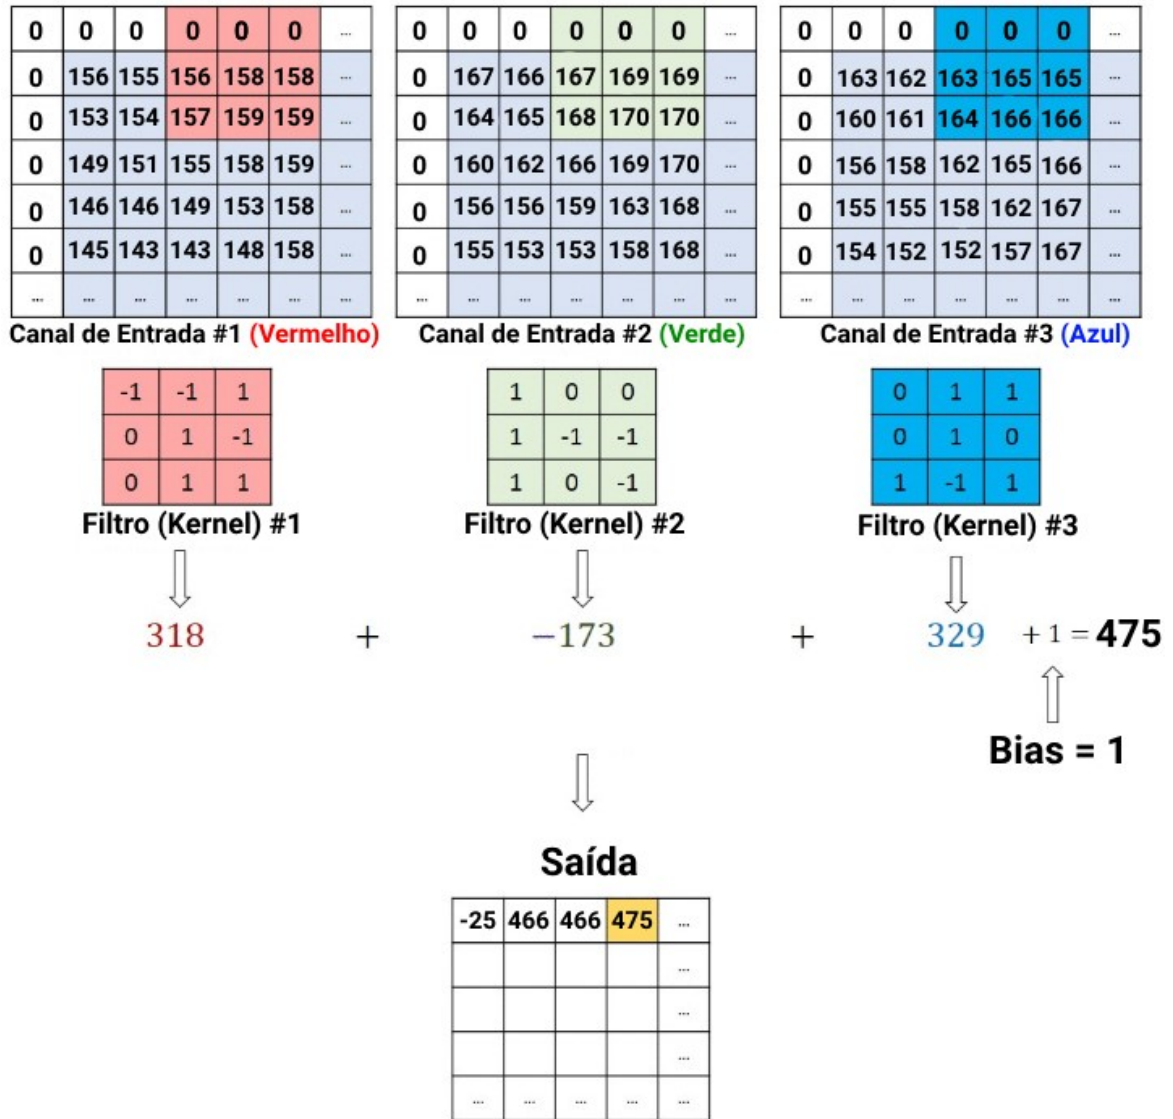 0 0 0 0 0 0 ... 0 0 0 0 0 0 ... 0 0 0 0 0 0 ...
0 156 155 156 158 158 ... 0 167 166 167 169 169 ... 0 163 162 163 165 165 ...
0 153 154 157 159 159 ... 0 164 165 168 170 170 ... 0 160 161 164 166 166 ...
0 149 151 155 158 159 ... 0 160 162 166 169 170 ... 0 156 158 162 165 166 ...
0 146 146 149 153 158 ... 0 156 156 159 163 168 ... 0 155 155 158 162 167 ...
0 145 143 143 148 158 ... 0 155 153 153 158 168 ... 0 154 152 152 157 167 ...
... ... ... ... ... ... ... ... ... ... ... ... ... ... ... ... ... ... ... ... ...
Canal de Entrada #1 (Vermelho) Canal de Entrada #2 (Verde) Canal de Entrada #3 (Azul)
-1 -1 1 1 0 0 0 1 1
0 1 -1 1 -1 -1 0 1 0
0 1 1 1 0 -1 1 -1 1
Filtro (Kernel) #1 Filtro (Kernel) #2 Filtro (Kernel) #3
318 + −173 + 329 + 1 = 475
Bias = 1
Saída
-25 466 466 475 ...
...
...
...
... ... ... ... ...